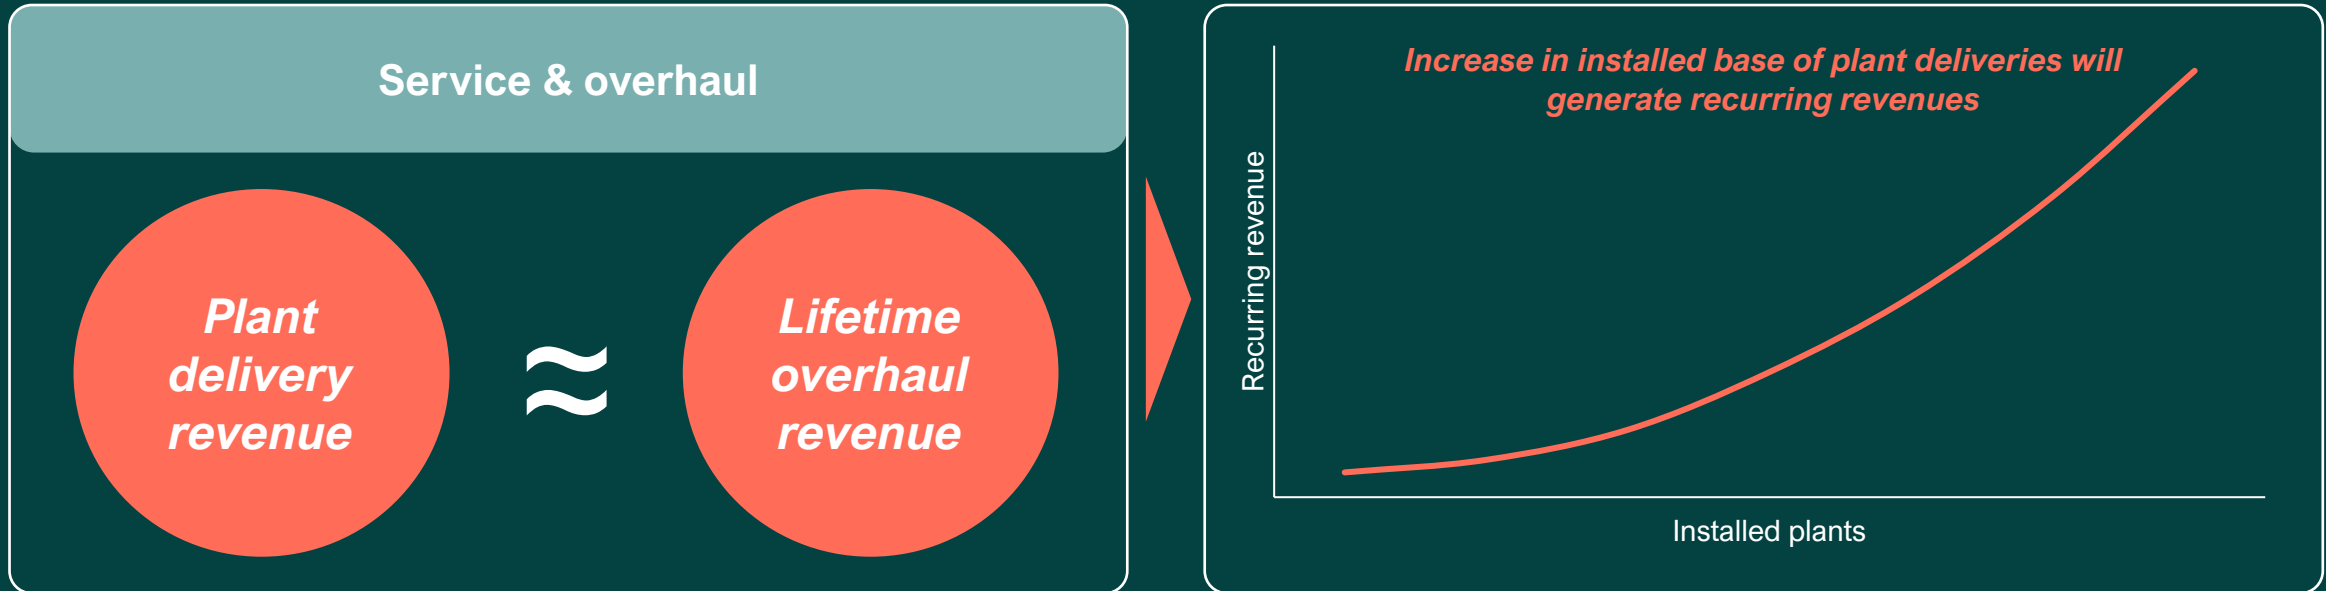 Service & overhaul
Plant
delivery
revenue
≈
Lifetime
overhaul
revenue
Increase in installed base of plant deliveries will
generate recurring revenues
Recurring revenue
Installed plants